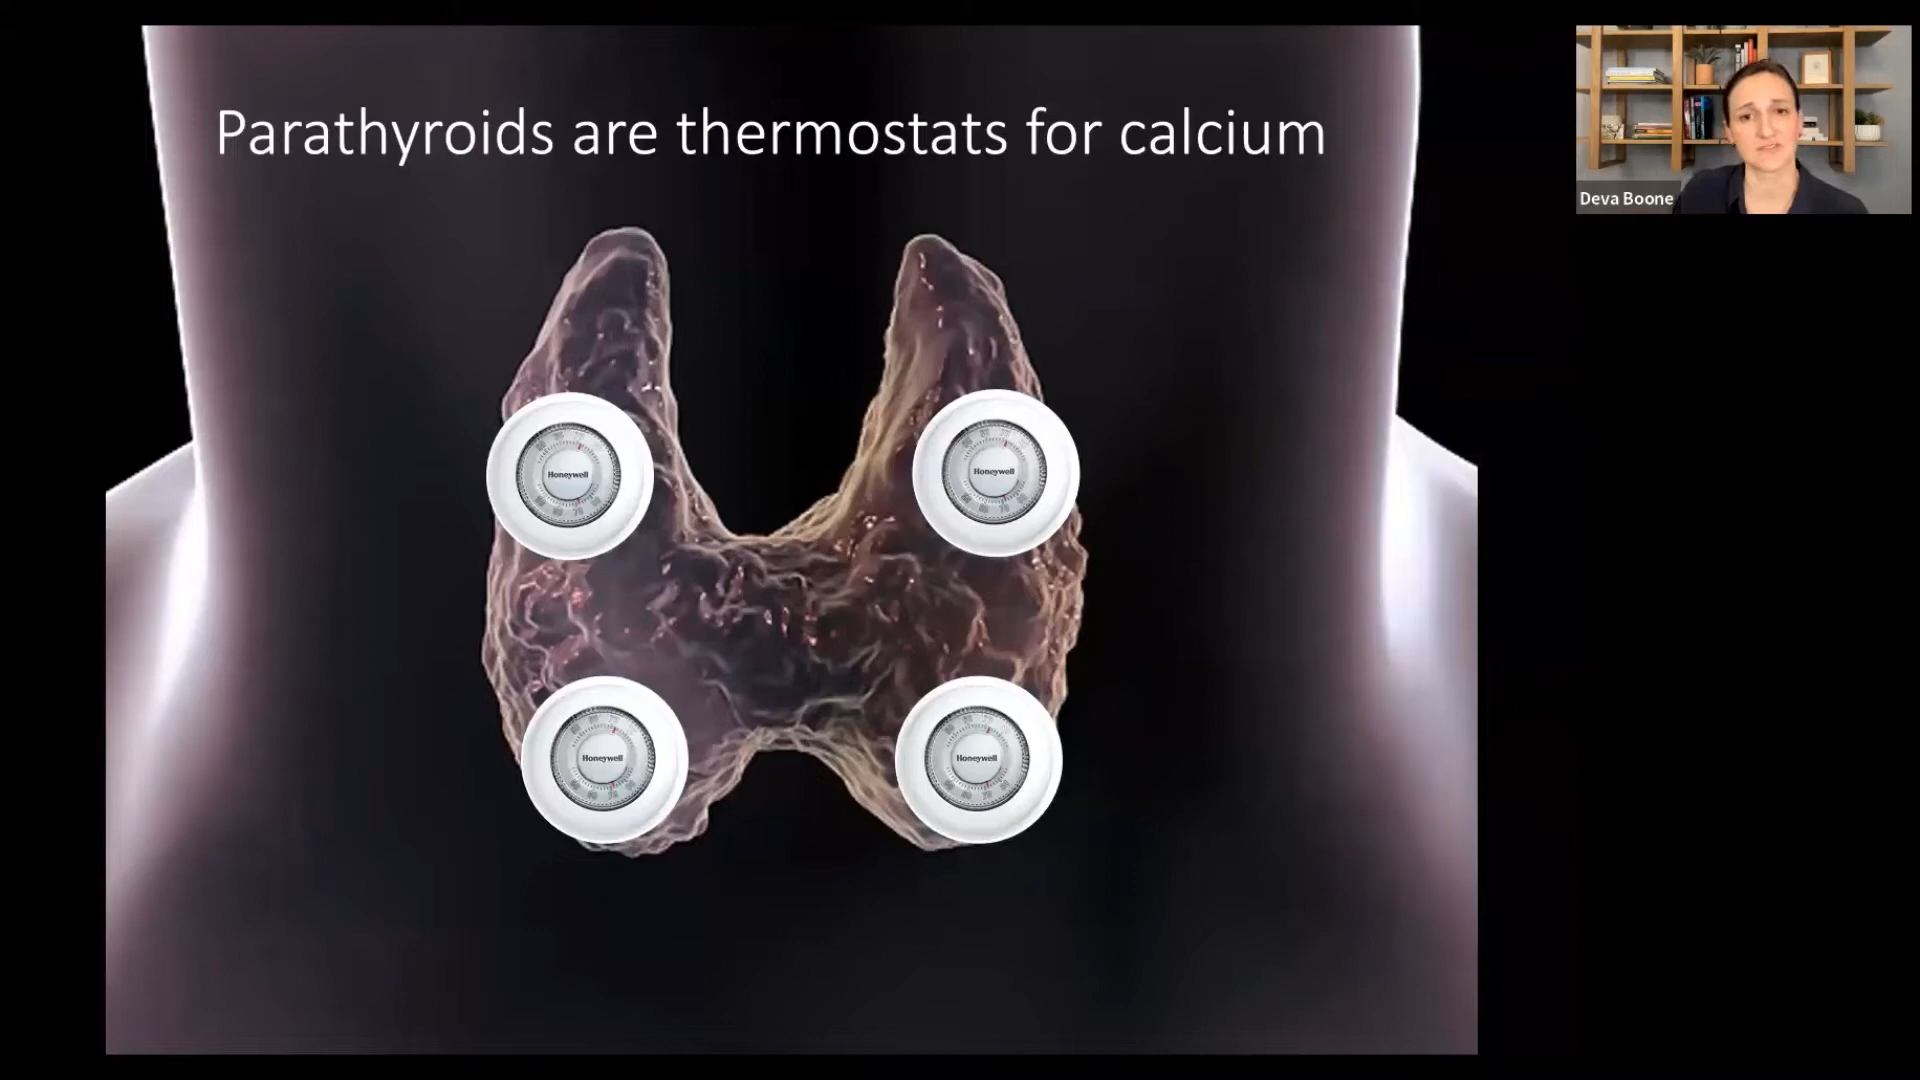 Parathyroids are thermostats for calcium
Deva Boone
Honeywell
Honeywell
Honeywell
Honeywell